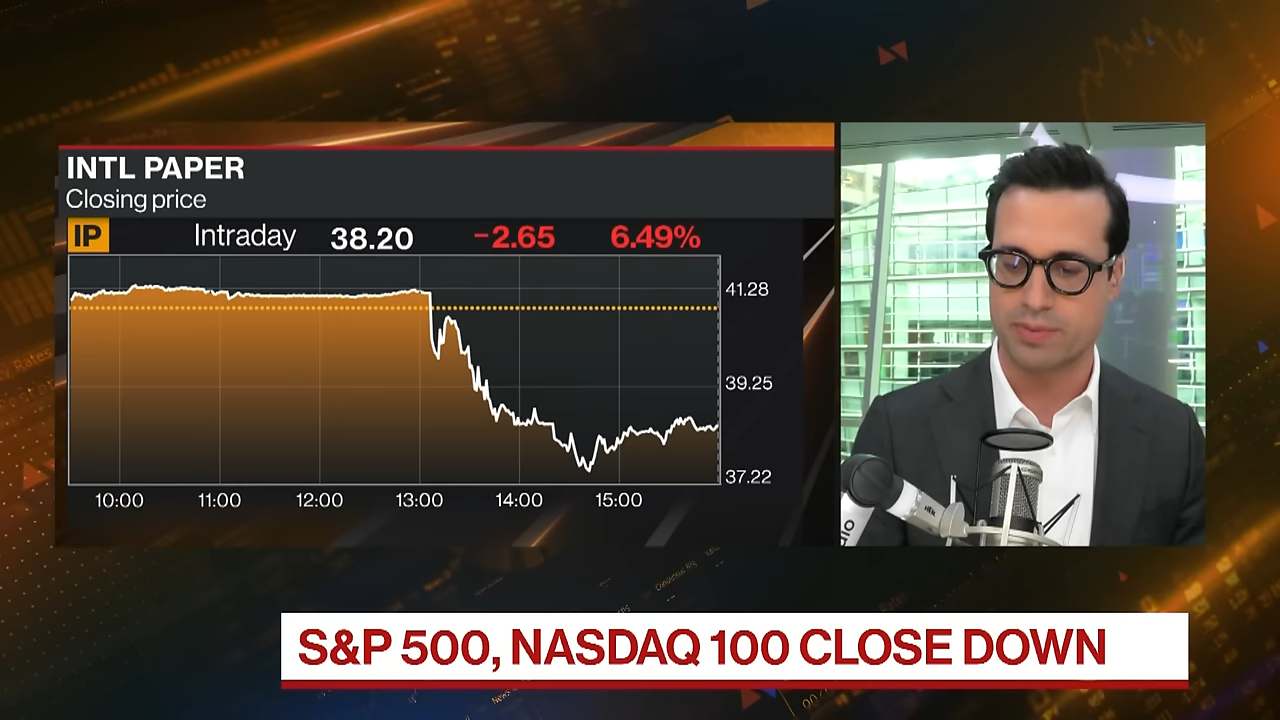 INTL PAPER
Closing price
IP Intraday 38.20 −2.65 6.49%
41.28
39.25
37.22
10:00 11:00 12:00 13:00 14:00 15:00
S&P 500, NASDAQ 100 CLOSE DOWN